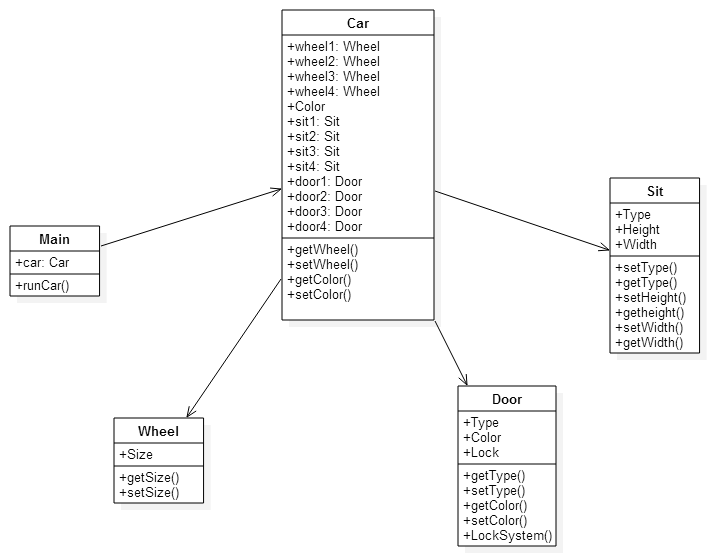 Car
+wheel1: Wheel
+wheel2: Wheel
+wheel3: Wheel
+wheel4: Wheel
+Color
+sit1: Sit
+sit2: Sit
+sit3: Sit
+sit4: Sit
+door1: Door
+door2: Door
+door3: Door
+door4: Door
+getWheel()
+setWheel()
+getColor()
+setColor()
Main
+car: Car
+runCar()
Sit
+Type
+Height
+Width
+setType()
+getType()
+setHeight()
+getheight()
+setWidth()
+getWidth()
Wheel
+Size
+getSize()
+setSize()
Door
+Type
+Color
+Lock
+getType()
+setType()
+getColor()
+setColor()
+LockSystem()